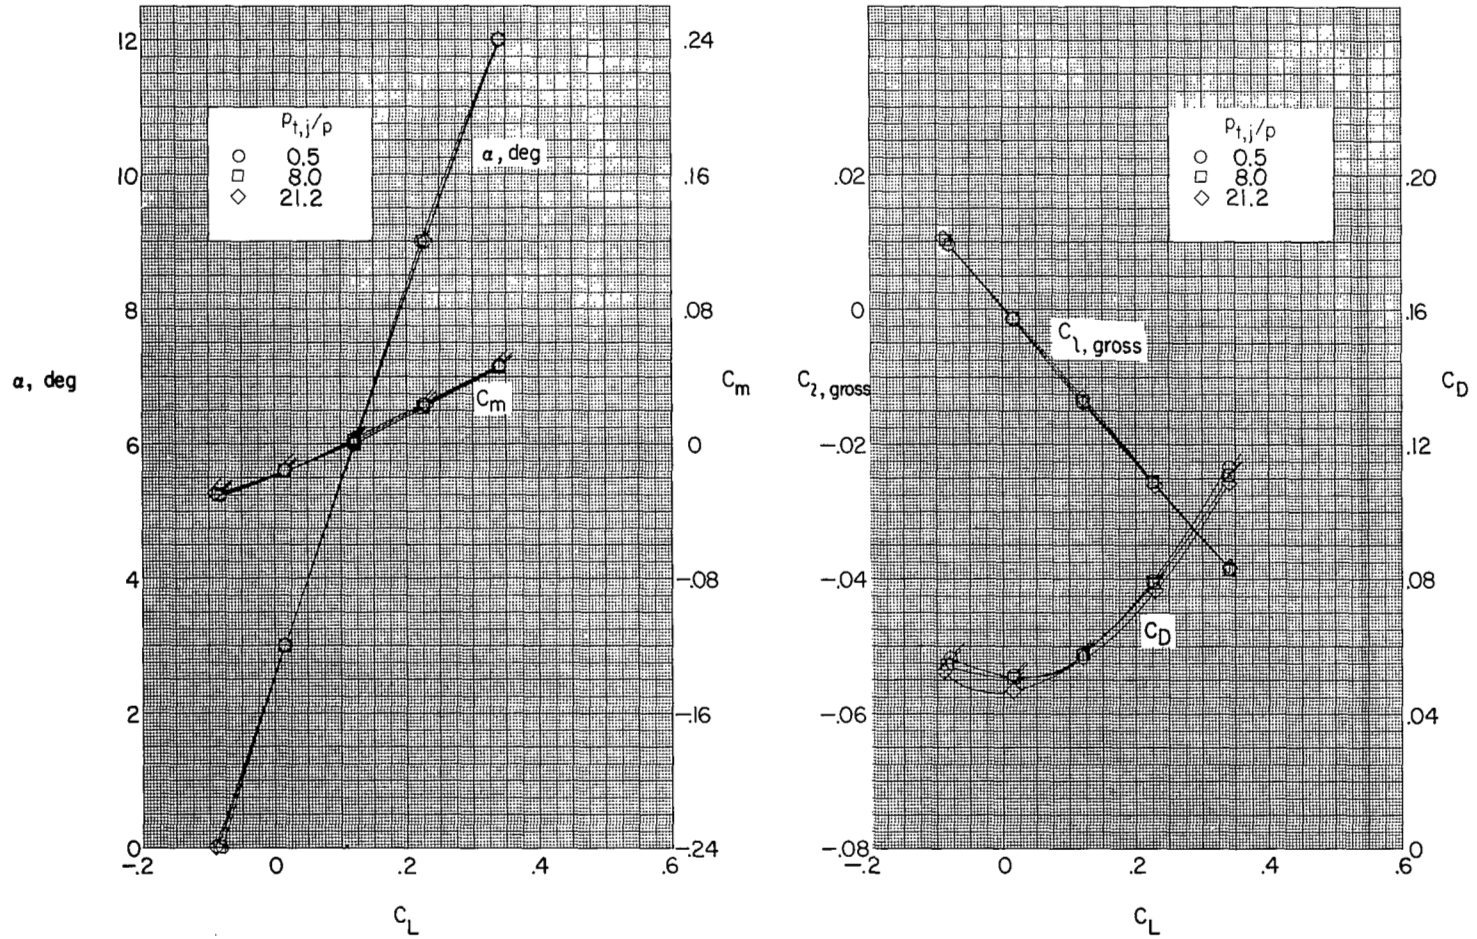 12
10
8
6
4
2
0
α, deg
.24
.16
.08
0
-.08
-.16
-.24
C_m
p_t,j/p
0.5
8.0
21.2
α, deg
C_m
-.2 0 .2 .4 .6
C_L
.02
0
-.02
-.04
-.06
-.08
C_l, gross
.20
.16
.12
.08
.04
0
C_D
p_t,j/p
0.5
8.0
21.2
C_l, gross
C_D
-.2 0 .2 .4 .6
C_L